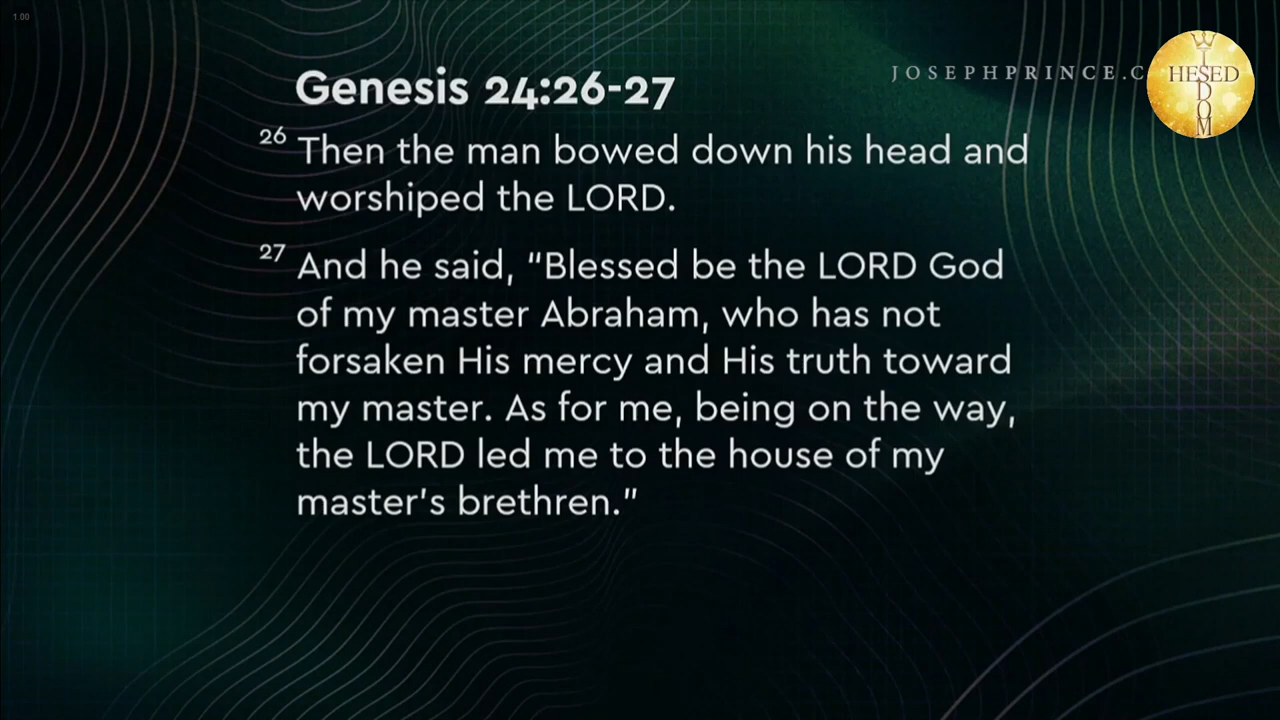 1.00
JOSEPHPRINCE.C
HESED
WISDOM
Genesis 24:26-27
26 Then the man bowed down his head and
worshiped the LORD.
27 And he said, “Blessed be the LORD God
of my master Abraham, who has not
forsaken His mercy and His truth toward
my master. As for me, being on the way,
the LORD led me to the house of my
master’s brethren.”